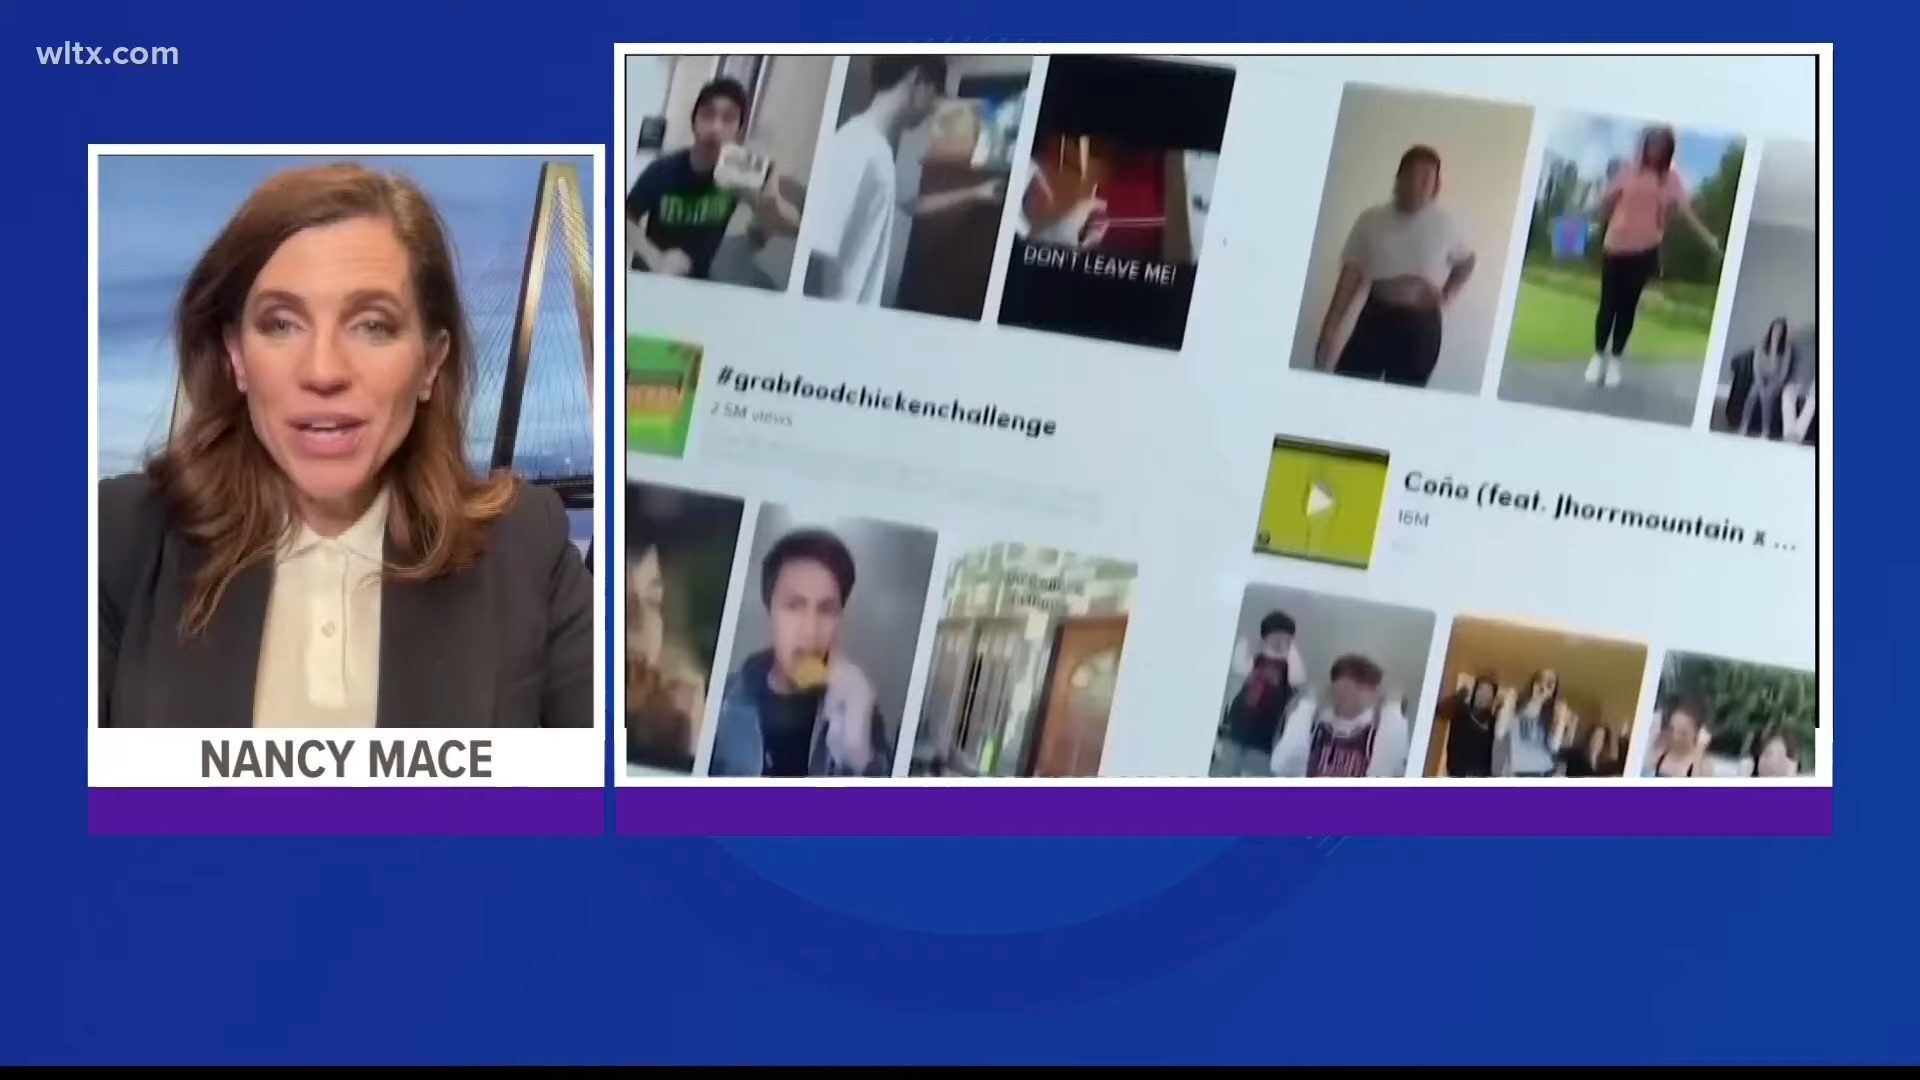 wltx.com
NANCY MACE
DON'T LEAVE ME!
#grabfoodchickenchallenge
2.5M views
Coño (feat. Jhorrmountain x ...
16M